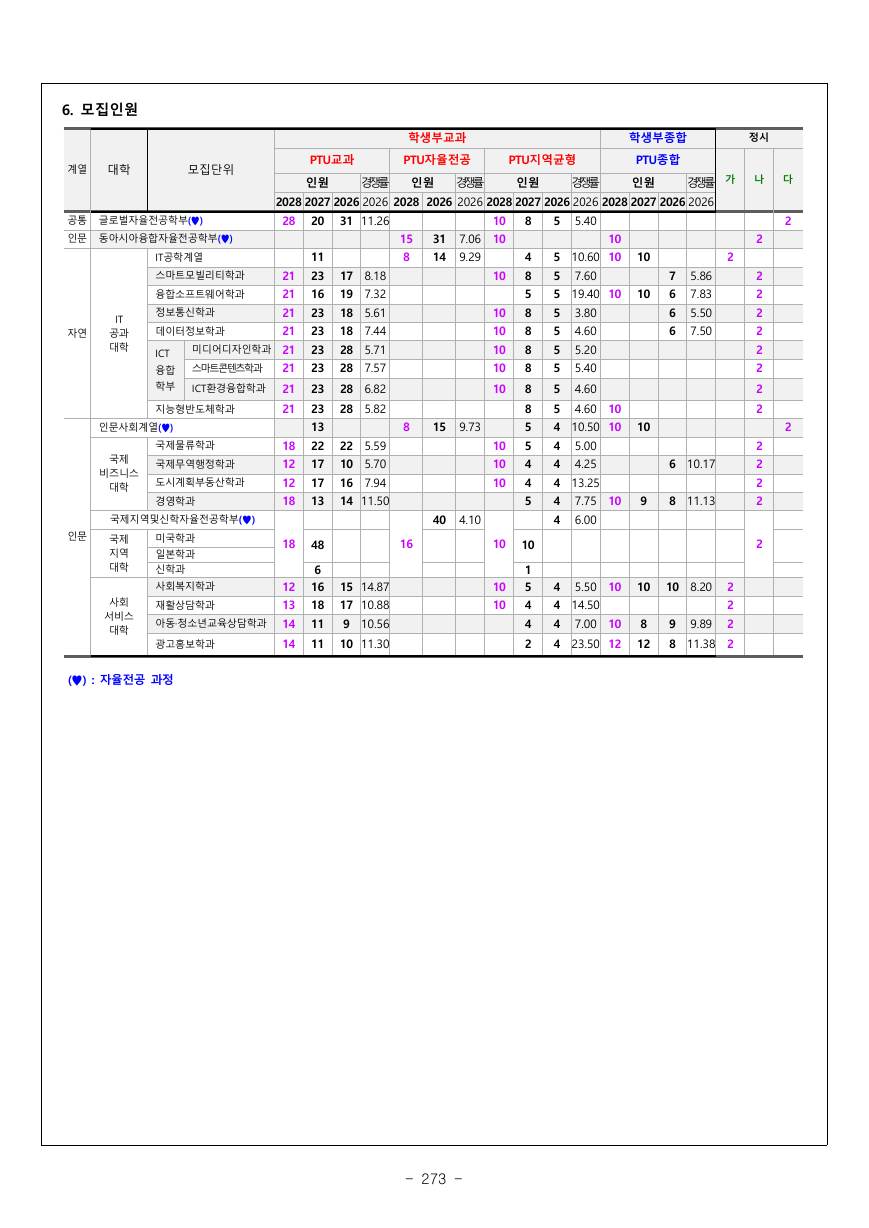 6. 모집인원
계열 대학 모집단위 학생부교과 학생부종합 정시
PTU교과 PTU자율전공 PTU지역균형 PTU종합 가 나 다
인원 경쟁률 인원 경쟁률 인원 경쟁률 인원 경쟁률
2028 2027 2026 2026 2028 2026 2026 2028 2027 2026 2026 2028 2027 2026 2026
공통 글로벌자율전공학부(♥) 28 20 31 11.26 10 8 5 5.40 2
인문 동아시아융합자율전공학부(♥) 15 31 7.06 10 10 2
자연 IT공과대학 IT공학계열 11 8 14 9.29 4 5 10.60 10 10 2
스마트모빌리티학과 21 23 17 8.18 10 8 5 7.60 7 5.86 2
융합소프트웨어학과 21 16 19 7.32 5 5 19.40 10 10 6 7.83 2
정보통신학과 21 23 18 5.61 10 8 5 3.80 6 5.50 2
데이터정보학과 21 23 18 7.44 10 8 5 4.60 6 7.50 2
ICT융합학부 미디어디자인학과 21 23 28 5.71 10 8 5 5.20 2
스마트콘텐츠학과 21 23 28 7.57 10 8 5 5.40 2
ICT환경융합학과 21 23 28 6.82 10 8 5 4.60 2
지능형반도체학과 21 23 28 5.82 8 5 4.60 10 2
인문 인문사회계열(♥) 13 8 15 9.73 5 4 10.50 10 10 2
국제비즈니스대학 국제물류학과 18 22 22 5.59 10 5 4 5.00 2
국제무역행정학과 12 17 10 5.70 10 4 4 4.25 6 10.17 2
도시계획부동산학과 12 17 16 7.94 10 4 4 13.25 2
경영학과 18 13 14 11.50 5 4 7.75 10 9 8 11.13 2
국제지역및신학자율전공학부(♥) 40 4.10 4 6.00
국제지역대학 미국학과 18 48 16 10 10 2
일본학과
신학과 6 1
사회서비스대학 사회복지학과 12 16 15 14.87 10 5 4 5.50 10 10 10 8.20 2
재활상담학과 13 18 17 10.88 10 4 4 14.50 2
아동·청소년교육상담학과 14 11 9 10.56 4 4 7.00 10 8 9 9.89 2
광고홍보학과 14 11 10 11.30 2 4 23.50 12 12 8 11.38 2
(♥) : 자율전공 과정
- 273 -